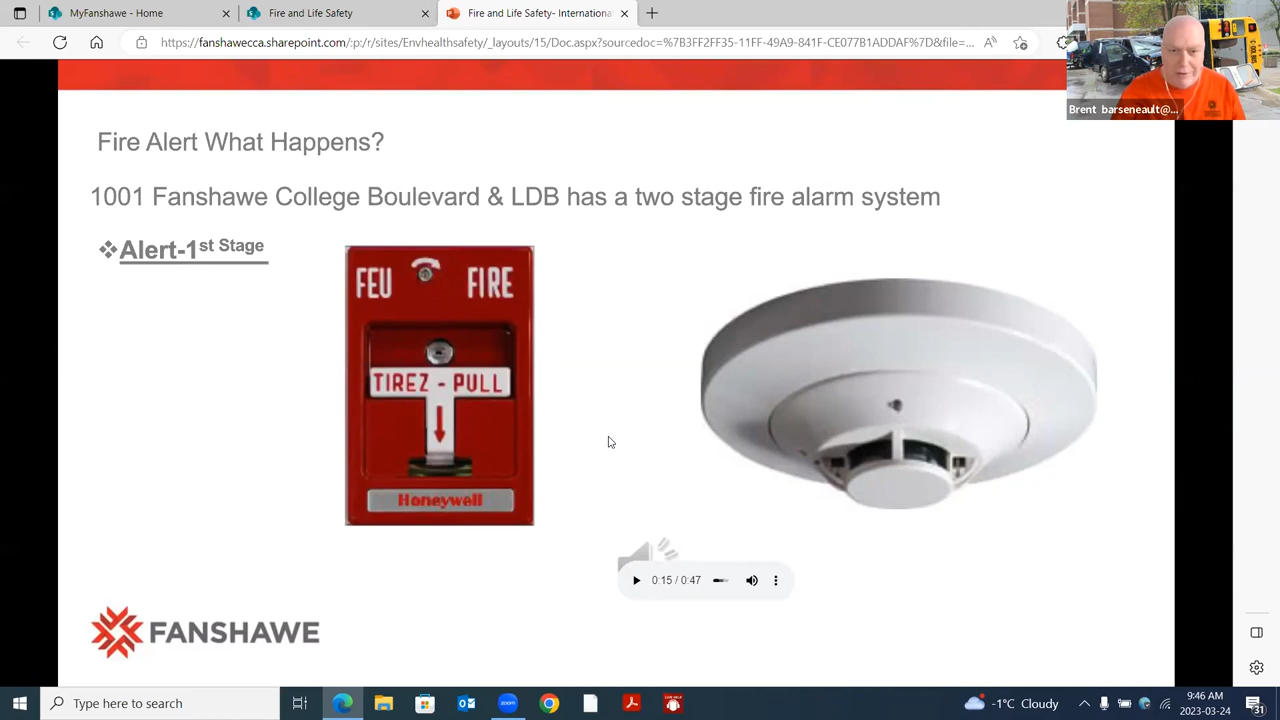 MyFanshawe - Home
Fire and Life Safety
Fire and Life Safety- Internationa
https://fanshawecca.sharepoint.com/:p:/r/sites/Envhealthsafety/_layouts/15/Doc.aspx?sourcedoc=%7B3FF2FF35-11FF-49A9-841F-CE077B1ADDAF%7D&file=...
Brent barseneault@...
Fire Alert What Happens?
1001 Fanshawe College Boulevard & LDB has a two stage fire alarm system
❖Alert-1st Stage
FEU FIRE
TIREZ - PULL
Honeywell
0:15 / 0:47
FANSHAWE
Type here to search
zoom
-1°C Cloudy
9:46 AM
2023-03-24
31